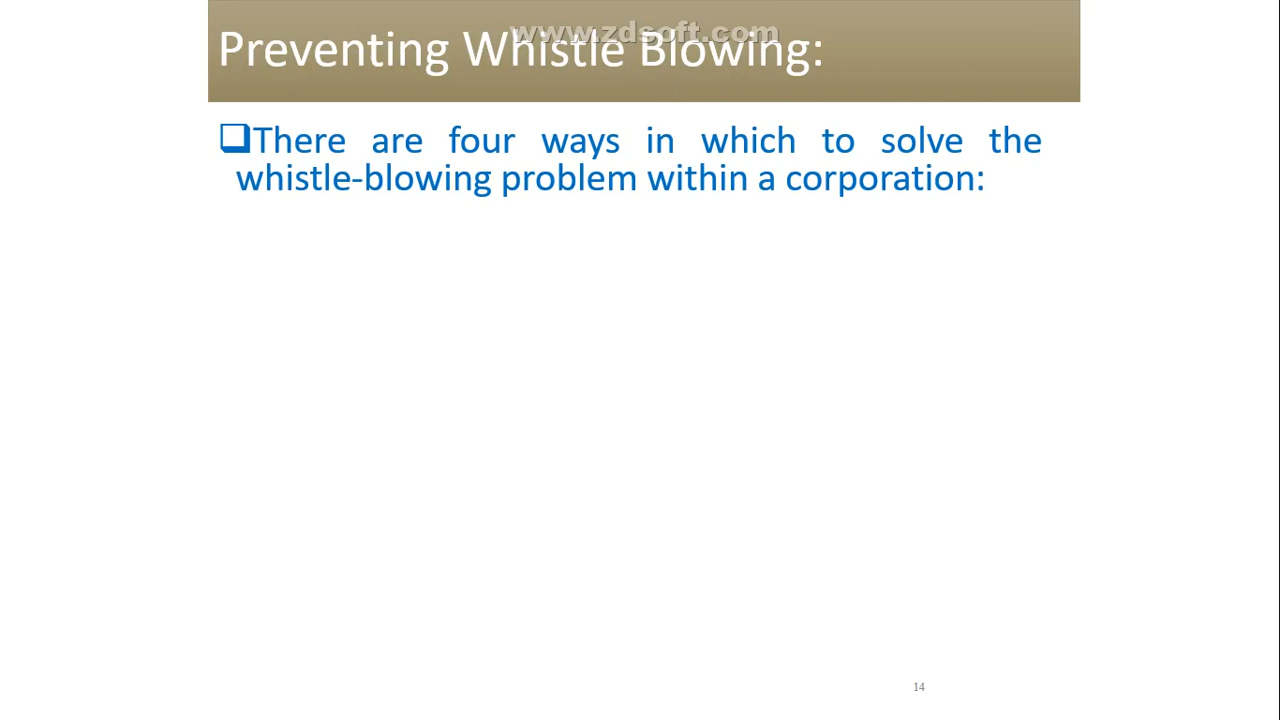 www.zdsoft.com
Preventing Whistle Blowing:
There are four ways in which to solve the
whistle-blowing problem within a corporation:
14